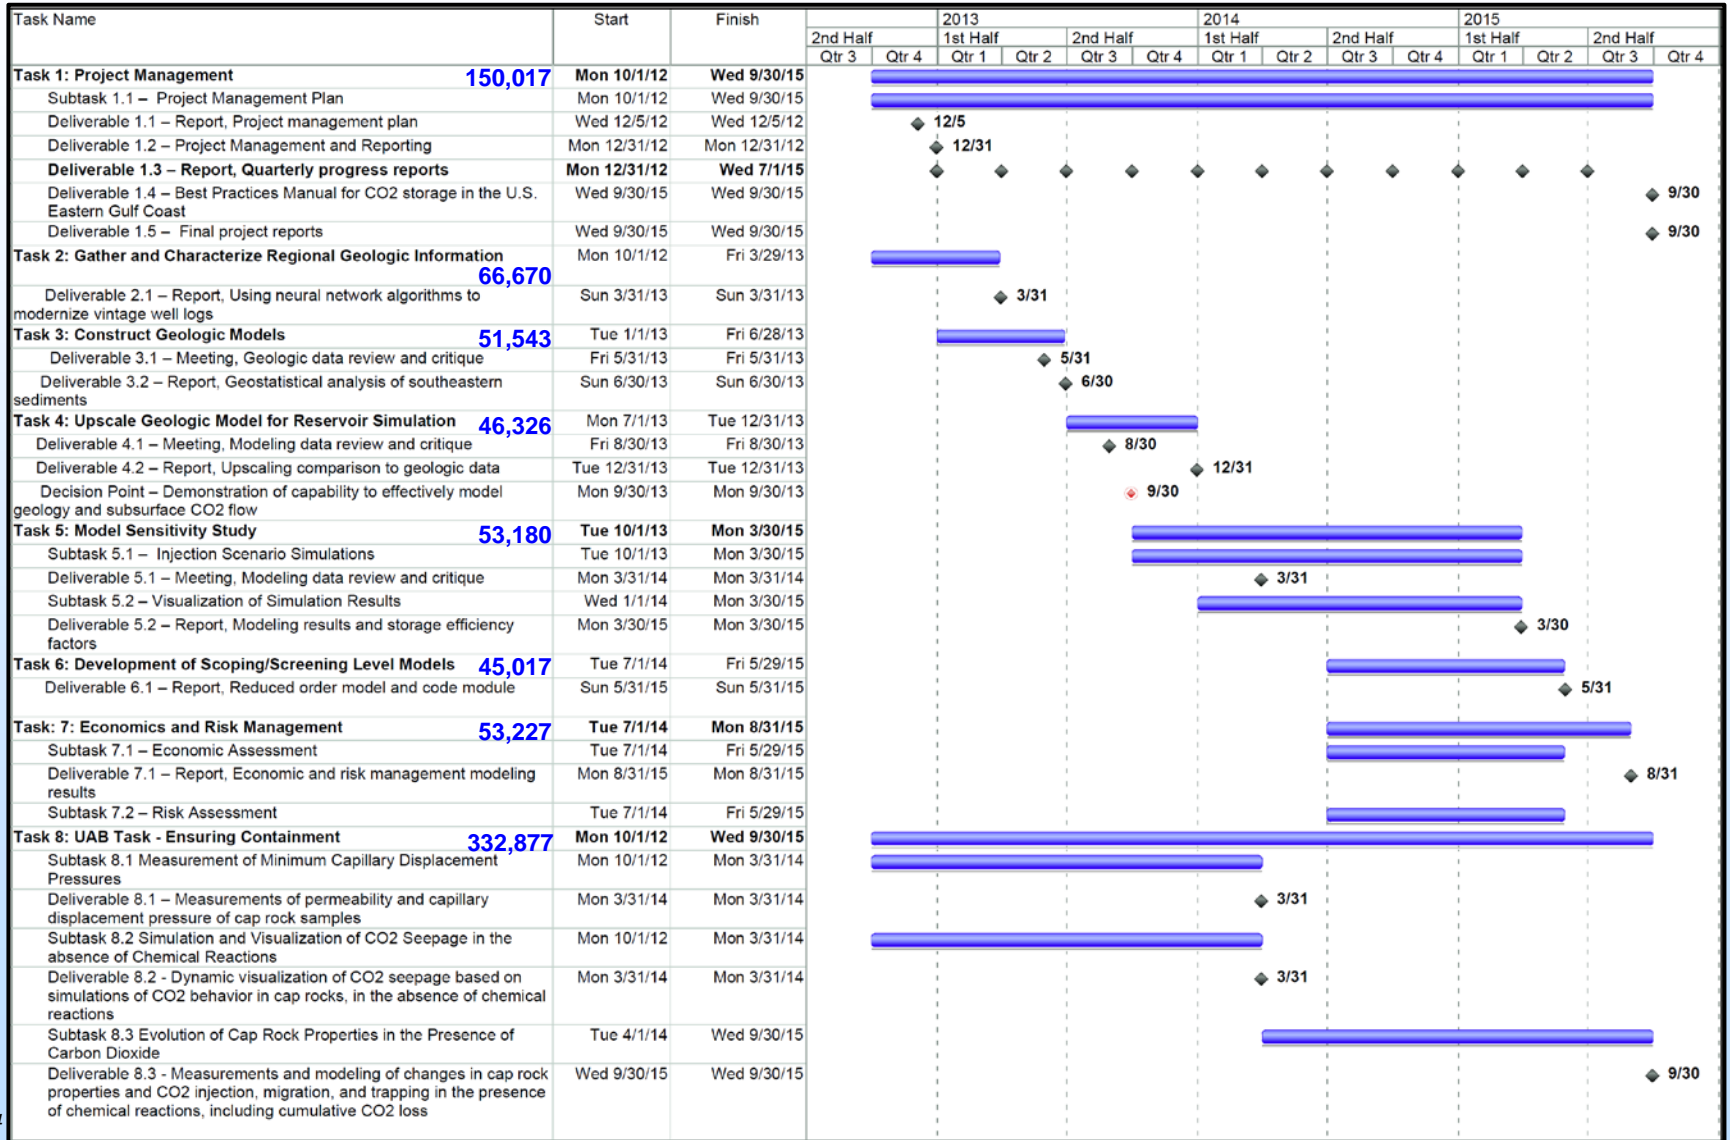 Task Name Start Finish 2013 2014 2015
2nd Half 1st Half 2nd Half 1st Half 2nd Half 1st Half 2nd Half
Qtr 3 Qtr 4 Qtr 1 Qtr 2 Qtr 3 Qtr 4 Qtr 1 Qtr 2 Qtr 3 Qtr 4 Qtr 1 Qtr 2 Qtr 3 Qtr 4
Task 1: Project Management 150,017 Mon 10/1/12 Wed 9/30/15
Subtask 1.1 – Project Management Plan Mon 10/1/12 Wed 9/30/15
Deliverable 1.1 – Report, Project management plan Wed 12/5/12 Wed 12/5/12 12/5
Deliverable 1.2 – Project Management and Reporting Mon 12/31/12 Mon 12/31/12 12/31
Deliverable 1.3 – Report, Quarterly progress reports Mon 12/31/12 Wed 7/1/15
Deliverable 1.4 – Best Practices Manual for CO2 storage in the U.S. Wed 9/30/15 Wed 9/30/15 9/30
Eastern Gulf Coast
Deliverable 1.5 – Final project reports Wed 9/30/15 Wed 9/30/15 9/30
Task 2: Gather and Characterize Regional Geologic Information Mon 10/1/12 Fri 3/29/13
66,670
Deliverable 2.1 – Report, Using neural network algorithms to Sun 3/31/13 Sun 3/31/13 3/31
modernize vintage well logs
Task 3: Construct Geologic Models 51,543 Tue 1/1/13 Fri 6/28/13
Deliverable 3.1 – Meeting, Geologic data review and critique Fri 5/31/13 Fri 5/31/13 5/31
Deliverable 3.2 – Report, Geostatistical analysis of southeastern Sun 6/30/13 Sun 6/30/13 6/30
sediments
Task 4: Upscale Geologic Model for Reservoir Simulation 46,326 Mon 7/1/13 Tue 12/31/13
Deliverable 4.1 – Meeting, Modeling data review and critique Fri 8/30/13 Fri 8/30/13 8/30
Deliverable 4.2 – Report, Upscaling comparison to geologic data Tue 12/31/13 Tue 12/31/13 12/31
Decision Point – Demonstration of capability to effectively model Mon 9/30/13 Mon 9/30/13 9/30
geology and subsurface CO2 flow
Task 5: Model Sensitivity Study 53,180 Tue 10/1/13 Mon 3/30/15
Subtask 5.1 – Injection Scenario Simulations Tue 10/1/13 Mon 3/30/15
Deliverable 5.1 – Meeting, Modeling data review and critique Mon 3/31/14 Mon 3/31/14 3/31
Subtask 5.2 – Visualization of Simulation Results Wed 1/1/14 Mon 3/30/15
Deliverable 5.2 – Report, Modeling results and storage efficiency Mon 3/30/15 Mon 3/30/15 3/30
factors
Task 6: Development of Scoping/Screening Level Models 45,017 Tue 7/1/14 Fri 5/29/15
Deliverable 6.1 – Report, Reduced order model and code module Sun 5/31/15 Sun 5/31/15 5/31
Task: 7: Economics and Risk Management 53,227 Tue 7/1/14 Mon 8/31/15
Subtask 7.1 – Economic Assessment Tue 7/1/14 Fri 5/29/15
Deliverable 7.1 – Report, Economic and risk management modeling Mon 8/31/15 Mon 8/31/15 8/31
results
Subtask 7.2 – Risk Assessment Tue 7/1/14 Fri 5/29/15
Task 8: UAB Task - Ensuring Containment 332,877 Mon 10/1/12 Wed 9/30/15
Subtask 8.1 Measurement of Minimum Capillary Displacement Mon 10/1/12 Mon 3/31/14
Pressures
Deliverable 8.1 – Measurements of permeability and capillary Mon 3/31/14 Mon 3/31/14 3/31
displacement pressure of cap rock samples
Subtask 8.2 Simulation and Visualization of CO2 Seepage in the Mon 10/1/12 Mon 3/31/14
absence of Chemical Reactions
Deliverable 8.2 - Dynamic visualization of CO2 seepage based on Mon 3/31/14 Mon 3/31/14 3/31
simulations of CO2 behavior in cap rocks, in the absence of chemical
reactions
Subtask 8.3 Evolution of Cap Rock Properties in the Presence of Tue 4/1/14 Wed 9/30/15
Carbon Dioxide
Deliverable 8.3 - Measurements and modeling of changes in cap rock Wed 9/30/15 Wed 9/30/15 9/30
properties and CO2 injection, migration, and trapping in the presence
of chemical reactions, including cumulative CO2 loss